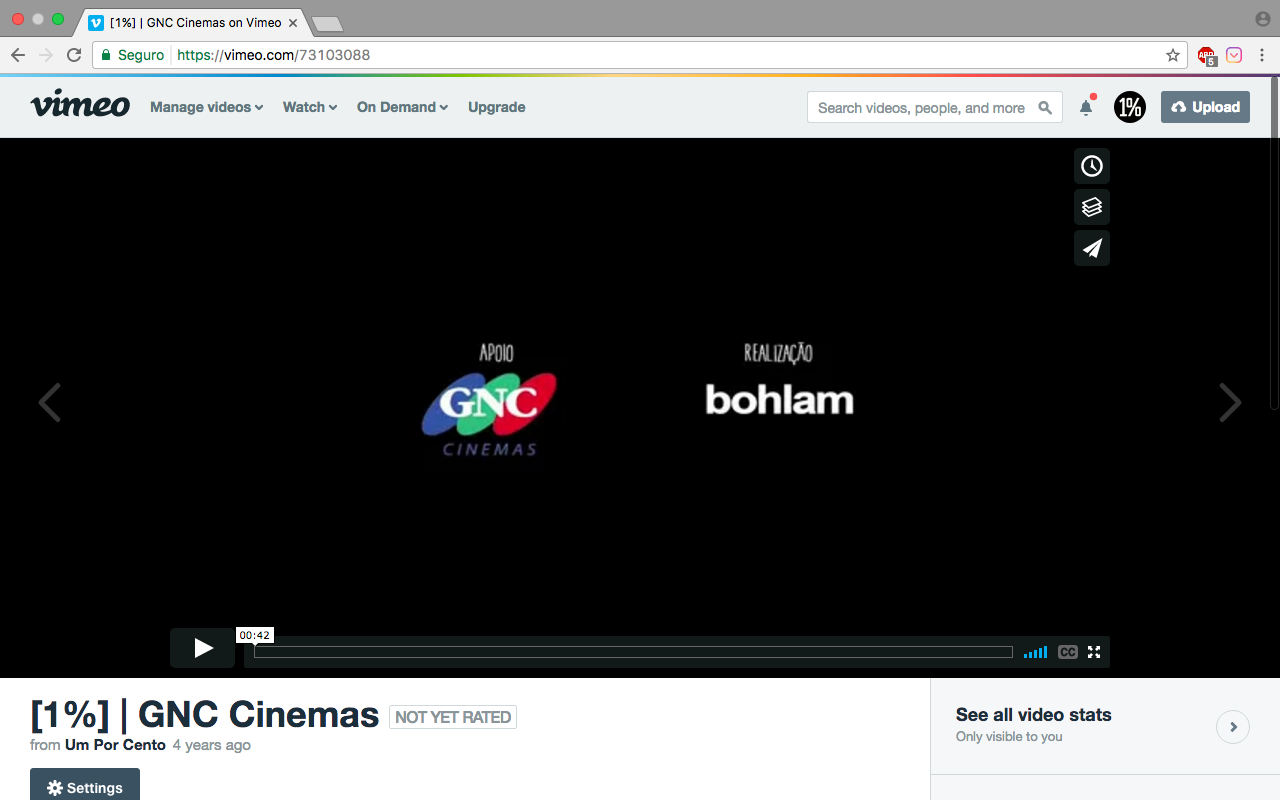 [1%] | GNC Cinemas on Vimeo
Seguro https://vimeo.com/73103088
ABP
5
vimeo Manage videos Watch On Demand Upgrade Search videos, people, and more 1% Upload
APOIO REALIZAÇÃO
GNC bohlam
CINEMAS
00:42
CC
[1%] | GNC Cinemas NOT YET RATED
from Um Por Cento 4 years ago
Settings
See all video stats
Only visible to you